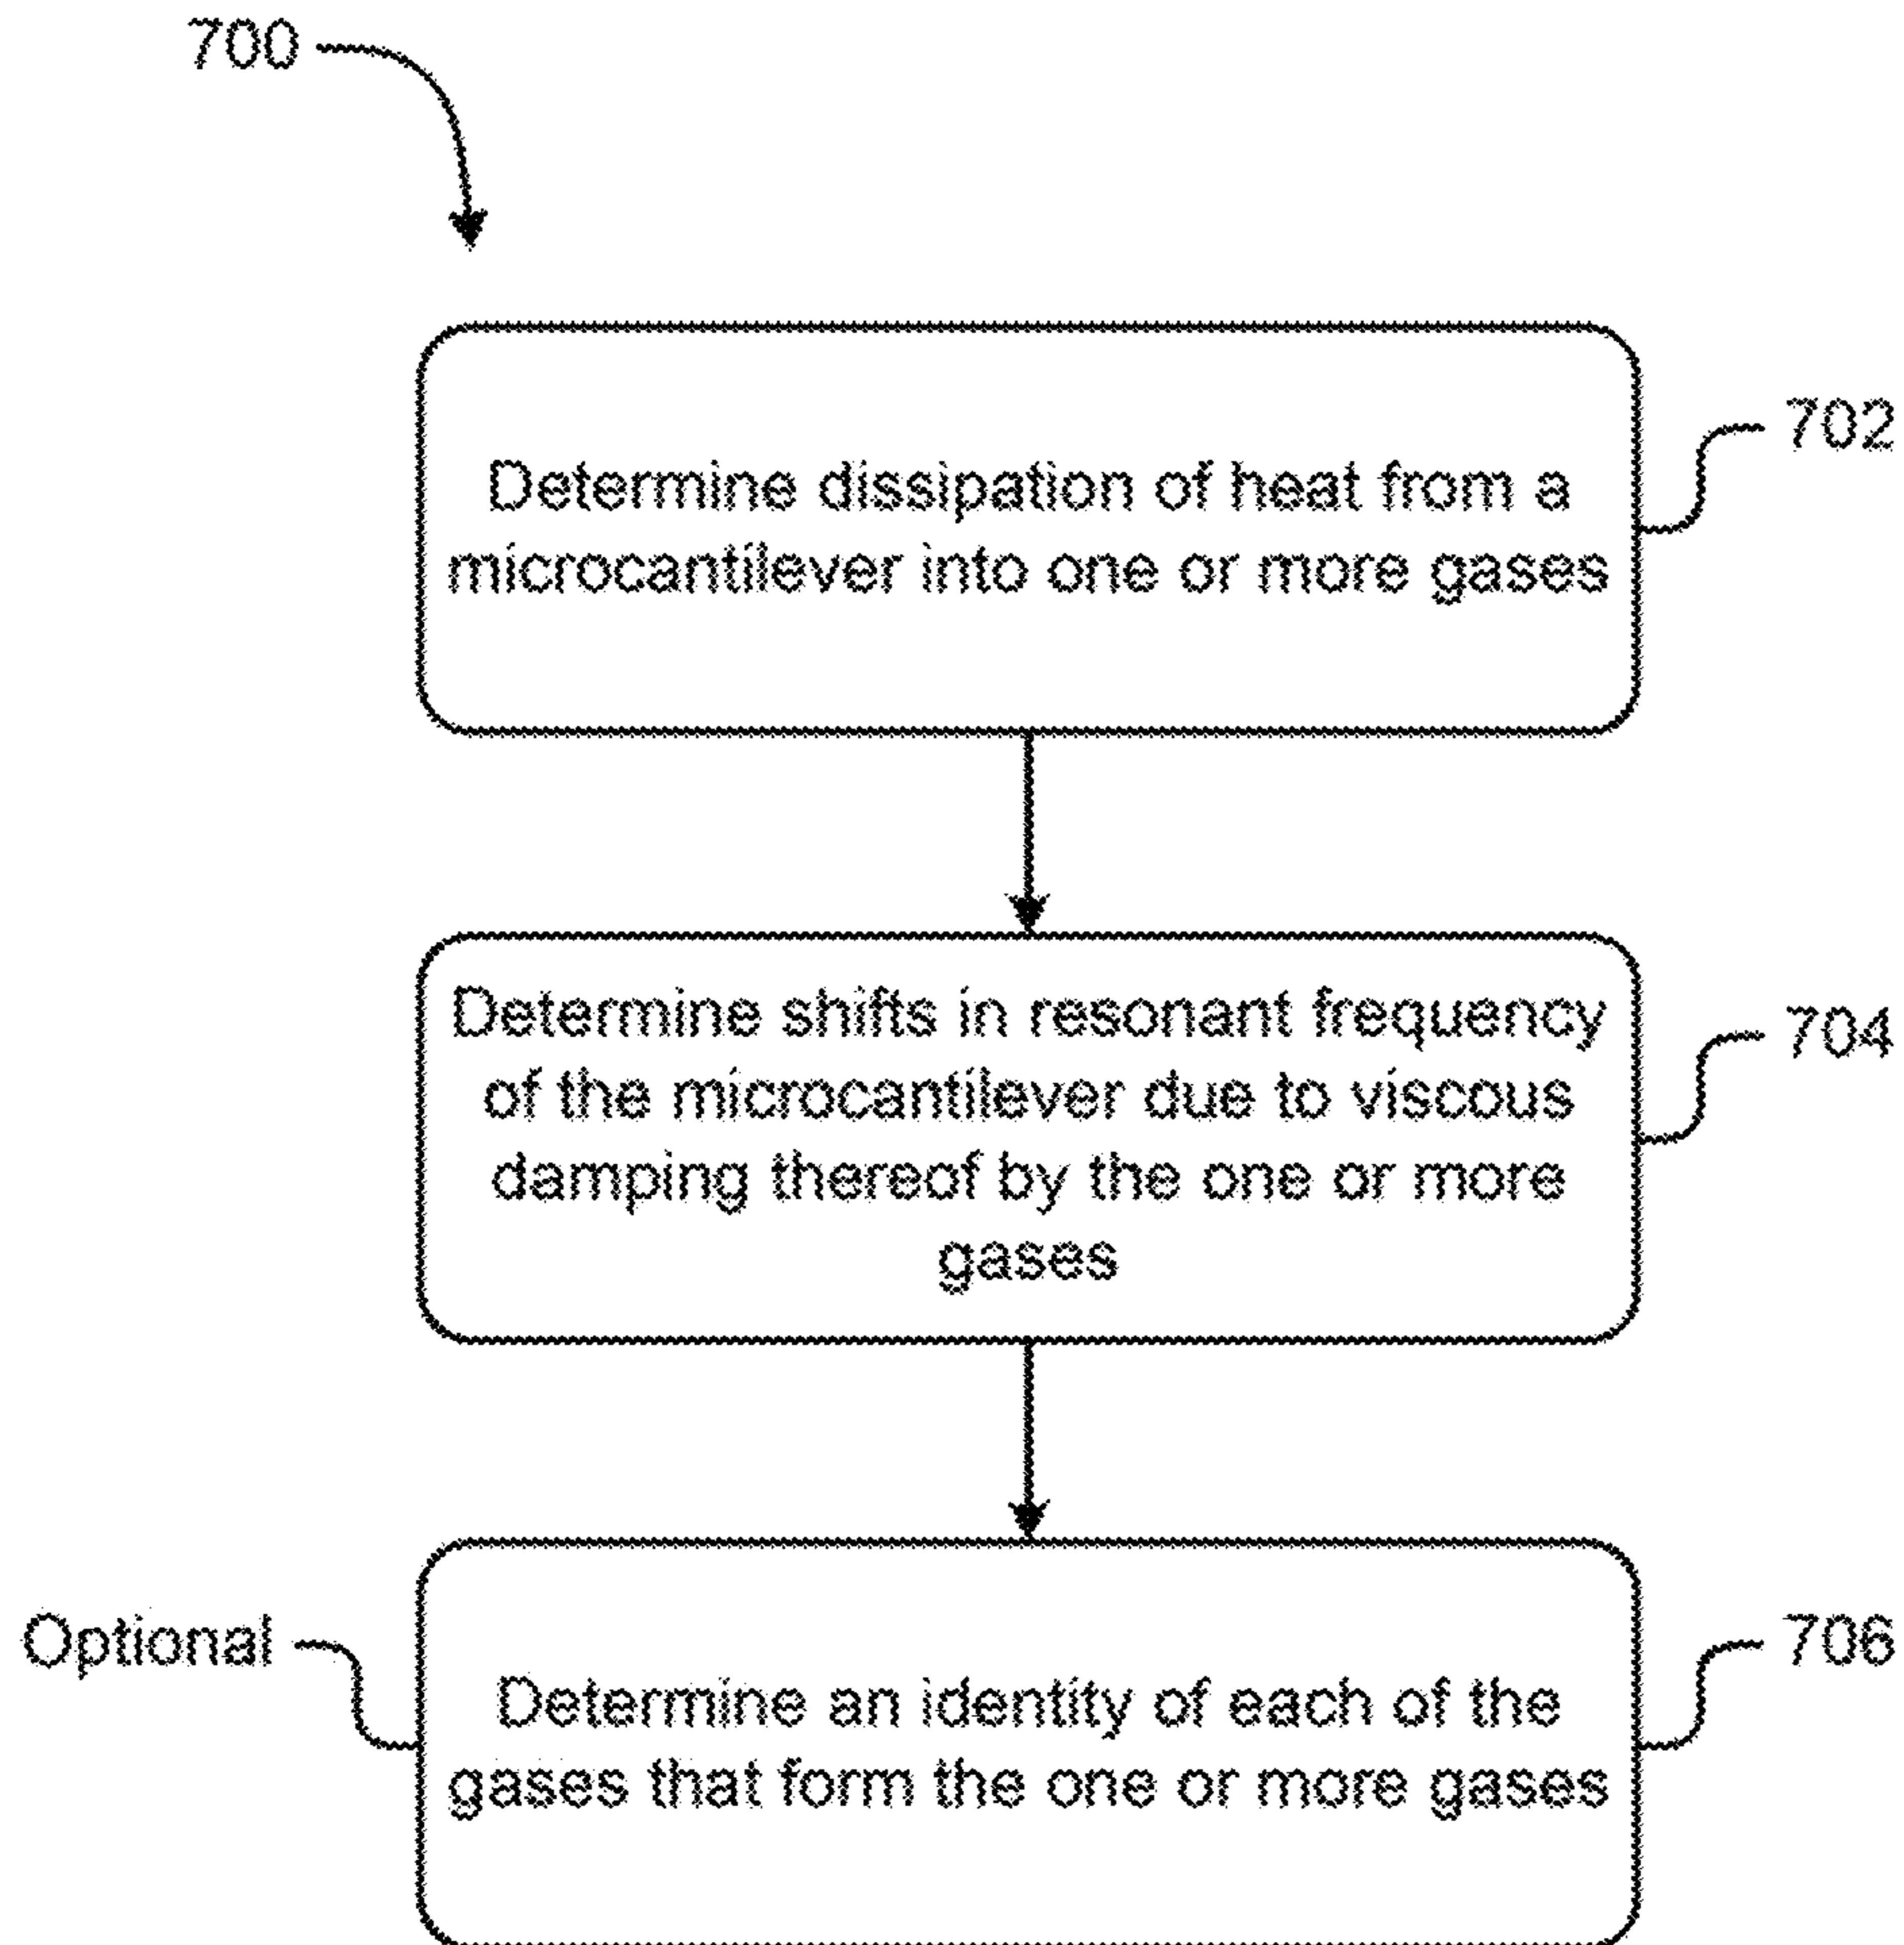 700
702
Determine dissipation of heat from a
microcantilever into one or more gases
704
Determine shifts in resonant frequency
of the microcantilever due to viscous
damping thereof by the one or more
gases
Optional
706
Determine an identity of each of the
gases that form the one or more gases